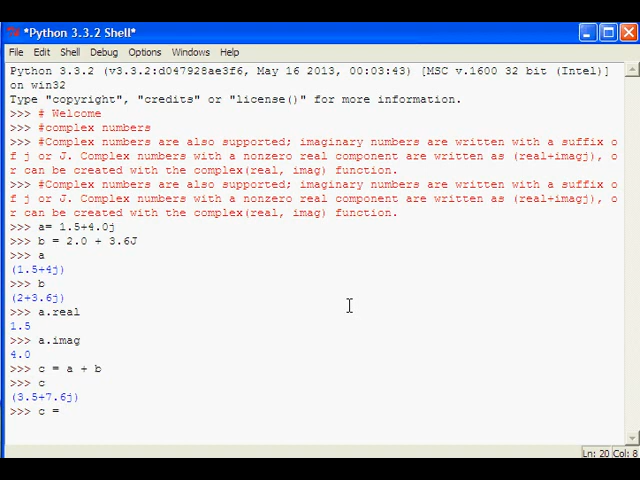 *Python 3.3.2 Shell*
File Edit Shell Debug Options Windows Help
Python 3.3.2 (v3.3.2:d047928ae3f6, May 16 2013, 00:03:43) [MSC v.1600 32 bit (Intel)]
on win32
Type "copyright", "credits" or "license()" for more information.
>>> # Welcome
>>> #complex numbers
>>> #Complex numbers are also supported; imaginary numbers are written with a suffix o
f j or J. Complex numbers with a nonzero real component are written as (real+imagj), o
r can be created with the complex(real, imag) function.
>>> #Complex numbers are also supported; imaginary numbers are written with a suffix o
f j or J. Complex numbers with a nonzero real component are written as (real+imagj), o
r can be created with the complex(real, imag) function.
>>> a= 1.5+4.0j
>>> b = 2.0 + 3.6J
>>> a
(1.5+4j)
>>> b
(2+3.6j)
>>> a.real
1.5
>>> a.imag
4.0
>>> c = a + b
>>> c
(3.5+7.6j)
>>> c =
Ln: 20 Col: 8